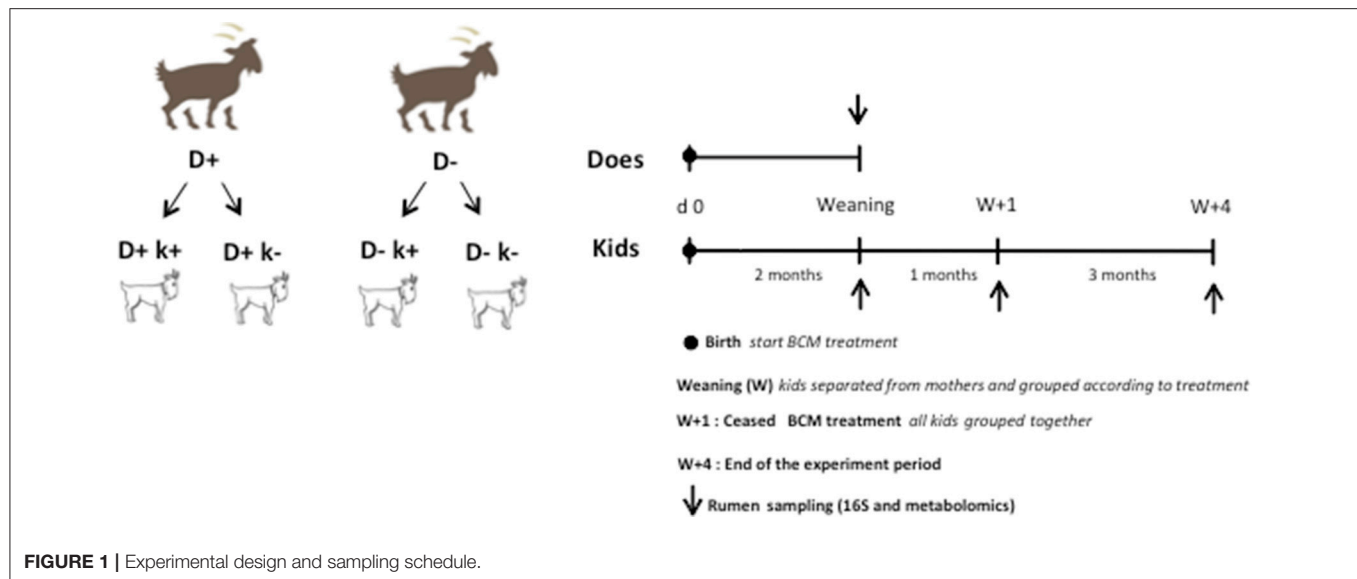 D+
D-
D+ k+
D+ k-
D- k+
D- k-
Does
d 0
Weaning
W+1
W+4
Kids
2 months
1 months
3 months
Birth start BCM treatment
Weaning (W) kids separated from mothers and grouped according to treatment
W+1 : Ceased BCM treatment all kids grouped together
W+4 : End of the experiment period
Rumen sampling (16S and metabolomics)
FIGURE 1 | Experimental design and sampling schedule.